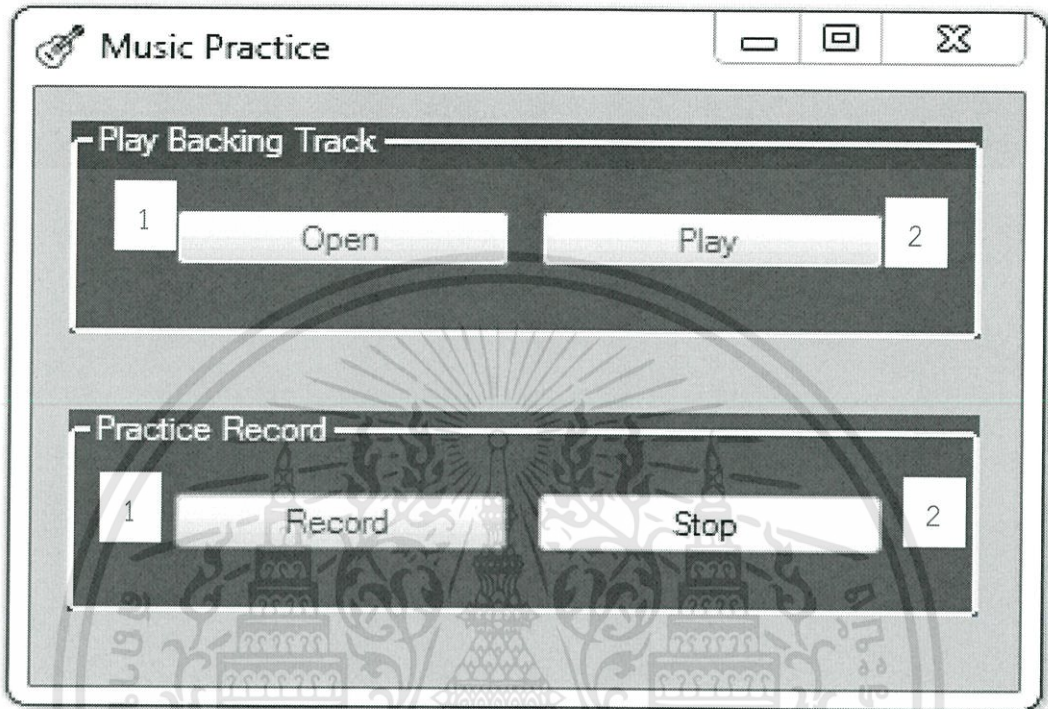 Music Practice
Play Backing Track
1 Open Play 2
Practice Record
1 Record Stop 2